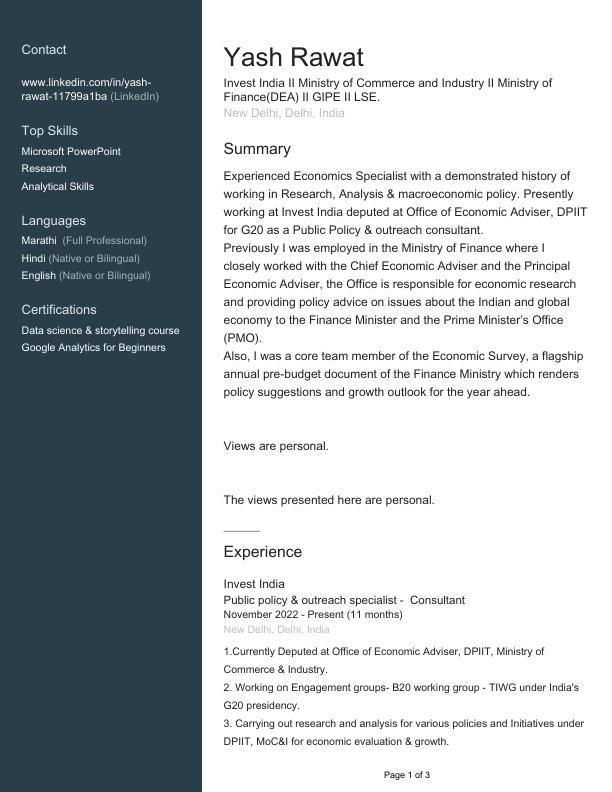 Contact
www.linkedin.com/in/yash-
rawat-11799a1ba (LinkedIn)
Top Skills
Microsoft PowerPoint
Research
Analytical Skills
Languages
Marathi (Full Professional)
Hindi (Native or Bilingual)
English (Native or Bilingual)
Certifications
Data science & storytelling course
Google Analytics for Beginners
Yash Rawat
Invest India II Ministry of Commerce and Industry II Ministry of
Finance(DEA) II GIPE II LSE.
New Delhi, Delhi, India
Summary
Experienced Economics Specialist with a demonstrated history of
working in Research, Analysis & macroeconomic policy. Presently
working at Invest India deputed at Office of Economic Adviser, DPIIT
for G20 as a Public Policy & outreach consultant.
Previously I was employed in the Ministry of Finance where I
closely worked with the Chief Economic Adviser and the Principal
Economic Adviser, the Office is responsible for economic research
and providing policy advice on issues about the Indian and global
economy to the Finance Minister and the Prime Minister's Office
(PMO).
Also, I was a core team member of the Economic Survey, a flagship
annual pre-budget document of the Finance Ministry which renders
policy suggestions and growth outlook for the year ahead.
Views are personal.
The views presented here are personal.
______
Experience
Invest India
Public policy & outreach specialist - Consultant
November 2022 - Present (11 months)
New Delhi, Delhi, India
1.Currently Deputed at Office of Economic Adviser, DPIIT, Ministry of
Commerce & Industry.
2. Working on Engagement groups- B20 working group - TIWG under India's
G20 presidency.
3. Carrying out research and analysis for various policies and Initiatives under
DPIIT, MoC&I for economic evaluation & growth.
Page 1 of 3